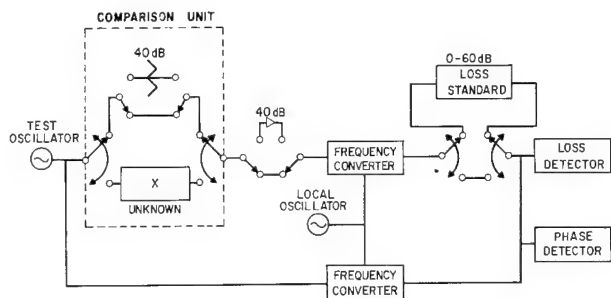 COMPARISON UNIT
40 dB
TEST
OSCILLATOR
X
UNKNOWN
40 dB
LOCAL
OSCILLATOR
FREQUENCY
CONVERTER
FREQUENCY
CONVERTER
0-60dB
LOSS
STANDARD
LOSS
DETECTOR
PHASE
DETECTOR